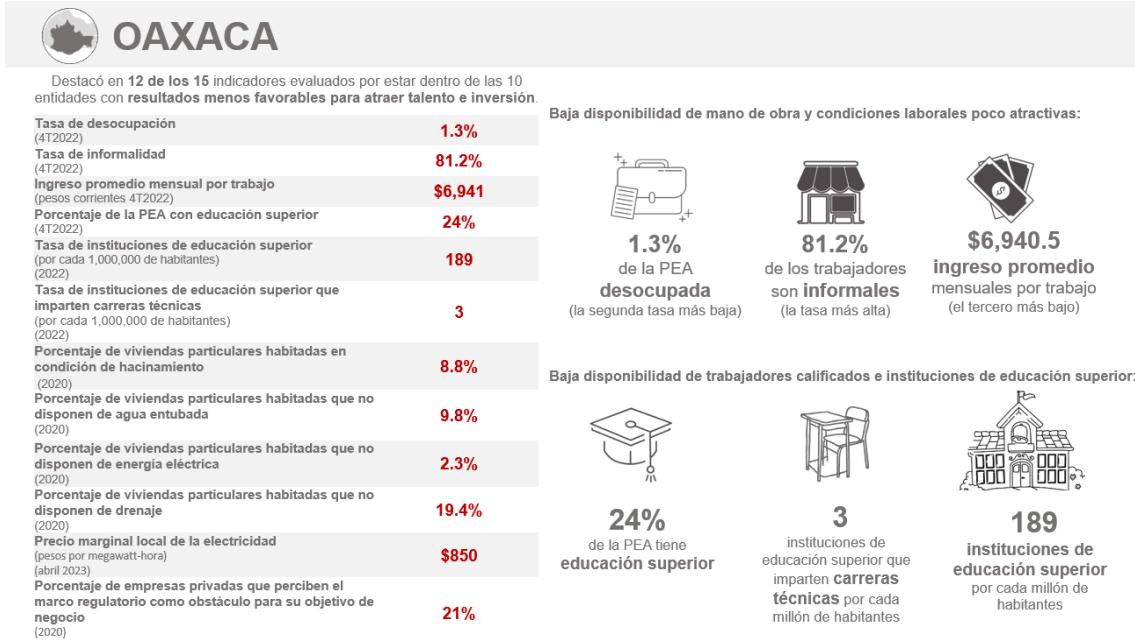 OAXACA
Destacó en 12 de los 15 indicadores evaluados por estar dentro de las 10
entidades con resultados menos favorables para atraer talento e inversión.
Tasa de desocupación
(4T2022)
1.3%
Tasa de informalidad
(4T2022)
81.2%
Ingreso promedio mensual por trabajo
(pesos corrientes 4T2022)
$6,941
Porcentaje de la PEA con educación superior
(4T2022)
24%
Tasa de instituciones de educación superior
(por cada 1,000,000 de habitantes)
(2022)
189
Tasa de instituciones de educación superior que
imparten carreras técnicas
(por cada 1,000,000 de habitantes)
(2022)
3
Porcentaje de viviendas particulares habitadas en
condición de hacinamiento
(2020)
8.8%
Porcentaje de viviendas particulares habitadas que no
disponen de agua entubada
(2020)
9.8%
Porcentaje de viviendas particulares habitadas que no
disponen de energía eléctrica
(2020)
2.3%
Porcentaje de viviendas particulares habitadas que no
disponen de drenaje
(2020)
19.4%
Precio marginal local de la electricidad
(pesos por megawatt-hora)
(abril 2023)
$850
Porcentaje de empresas privadas que perciben el
marco regulatorio como obstáculo para su objetivo de
negocio
(2020)
21%
Baja disponibilidad de mano de obra y condiciones laborales poco atractivas:
1.3%
de la PEA
desocupada
(la segunda tasa más baja)
81.2%
de los trabajadores
son informales
(la tasa más alta)
$6,940.5
ingreso promedio
mensuales por trabajo
(el tercero más bajo)
Baja disponibilidad de trabajadores calificados e instituciones de educación superior:
24%
de la PEA tiene
educación superior
3
instituciones de
educación superior que
imparten carreras
técnicas por cada
millón de habitantes
189
instituciones de
educación superior
por cada millón de
habitantes